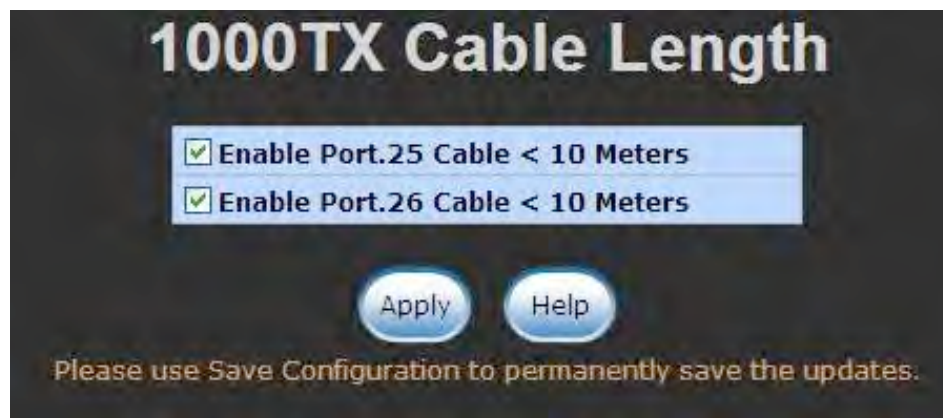 1000TX Cable Length
Enable Port.25 Cable < 10 Meters
Enable Port.26 Cable < 10 Meters
Apply Help
Please use Save Configuration to permanently save the updates.